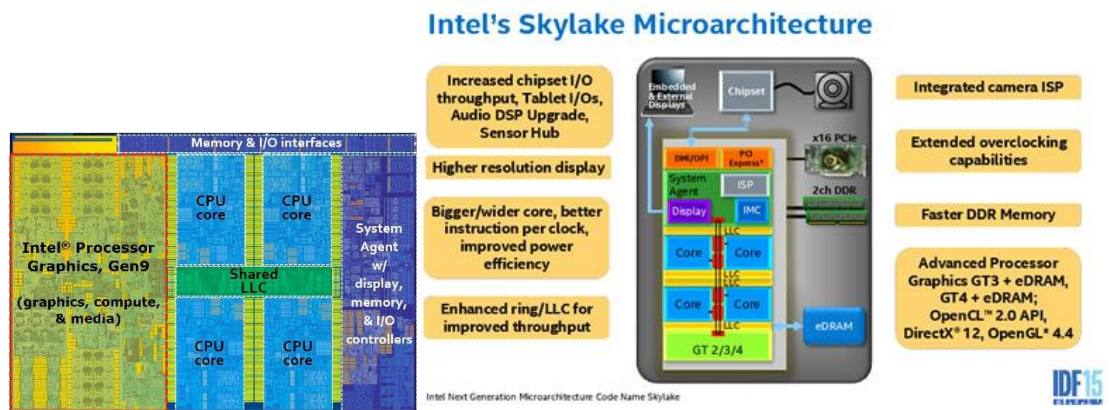 Intel's Skylake Microarchitecture
Memory & I/O interfaces
CPU
core
CPU
core
Intel® Processor
Graphics, Gen9
(graphics, compute,
& media)
Shared
LLC
CPU
core
CPU
core
System
Agent
w/
display,
memory,
& I/O
controllers
Increased chipset I/O
throughput, Tablet I/Os,
Audio DSP Upgrade,
Sensor Hub
Higher resolution display
Bigger/wider core, better
instruction per clock,
improved power
efficiency
Enhanced ring/LLC for
improved throughput
Embedded
& External
Displays
Chipset
x16 PCIe
DMI/OPI
PCI
Express*
System
Agent
ISP
2ch DDR
Display
IMC
LLC
Core
Core
LLC
LLC
Core
Core
LLC
GT 2/3/4
eDRAM
Integrated camera ISP
Extended overclocking
capabilities
Faster DDR Memory
Advanced Processor
Graphics GT3 + eDRAM,
GT4 + eDRAM;
OpenCL™ 2.0 API,
DirectX® 12, OpenGL* 4.4
Intel Next Generation Microarchitecture Code Name Skylake
IDF15